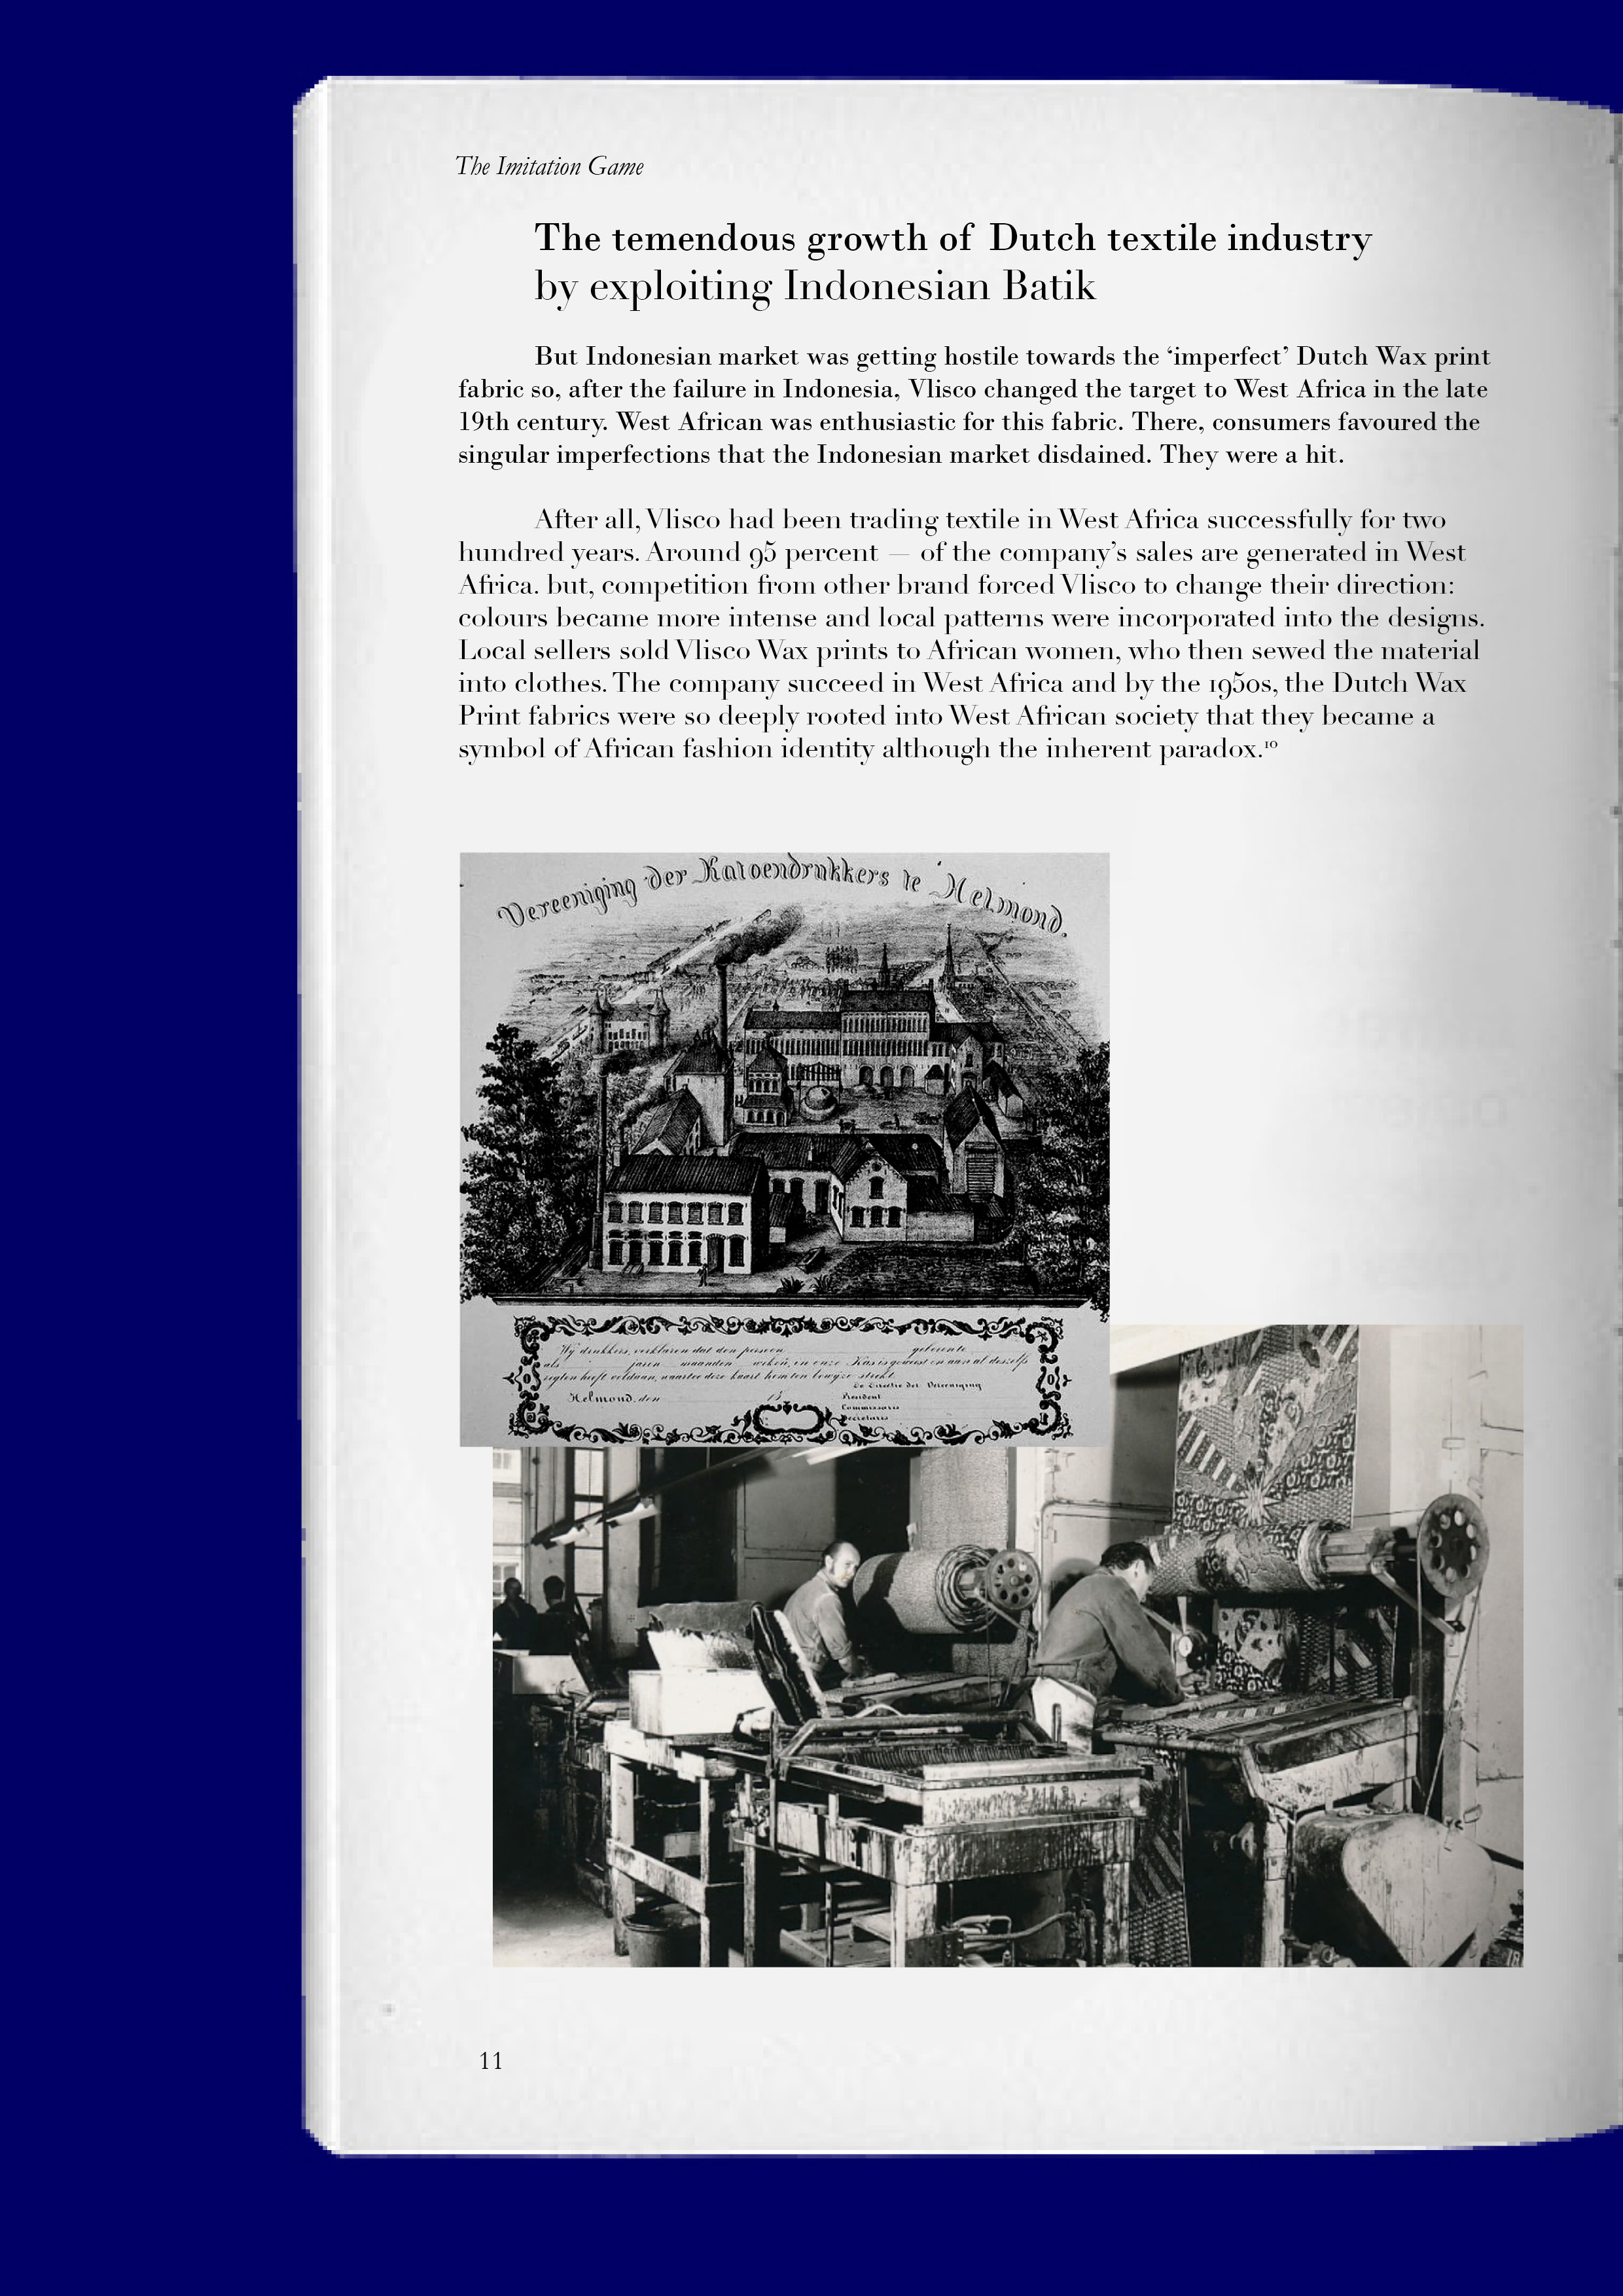 The Imitation Game
The temendous growth of Dutch textile industry
by exploiting Indonesian Batik
But Indonesian market was getting hostile towards the ‘imperfect’ Dutch Wax print
fabric so, after the failure in Indonesia, Vlisco changed the target to West Africa in the late
19th century. West African was enthusiastic for this fabric. There, consumers favoured the
singular imperfections that the Indonesian market disdained. They were a hit.
After all, Vlisco had been trading textile in West Africa successfully for two
hundred years. Around 95 percent — of the company’s sales are generated in West
Africa. but, competition from other brand forced Vlisco to change their direction:
colours became more intense and local patterns were incorporated into the designs.
Local sellers sold Vlisco Wax prints to African women, who then sewed the material
into clothes. The company succeed in West Africa and by the 1950s, the Dutch Wax
Print fabrics were so deeply rooted into West African society that they became a
symbol of African fashion identity although the inherent paradox.¹⁰
Vereeniging der Katoendrukkers te Helmond.
Wij drukkers, verklaren dat den persoon geboren te
als jaren maanden weken, in onze Kas is geweest en aan al deszelfs
regten heeft voldaan, waartoe deze kaart hem ten bewijze strekt.
De Directie der Vereeniging
Helmond, den 18
President
Commissaris
Secretaris
11